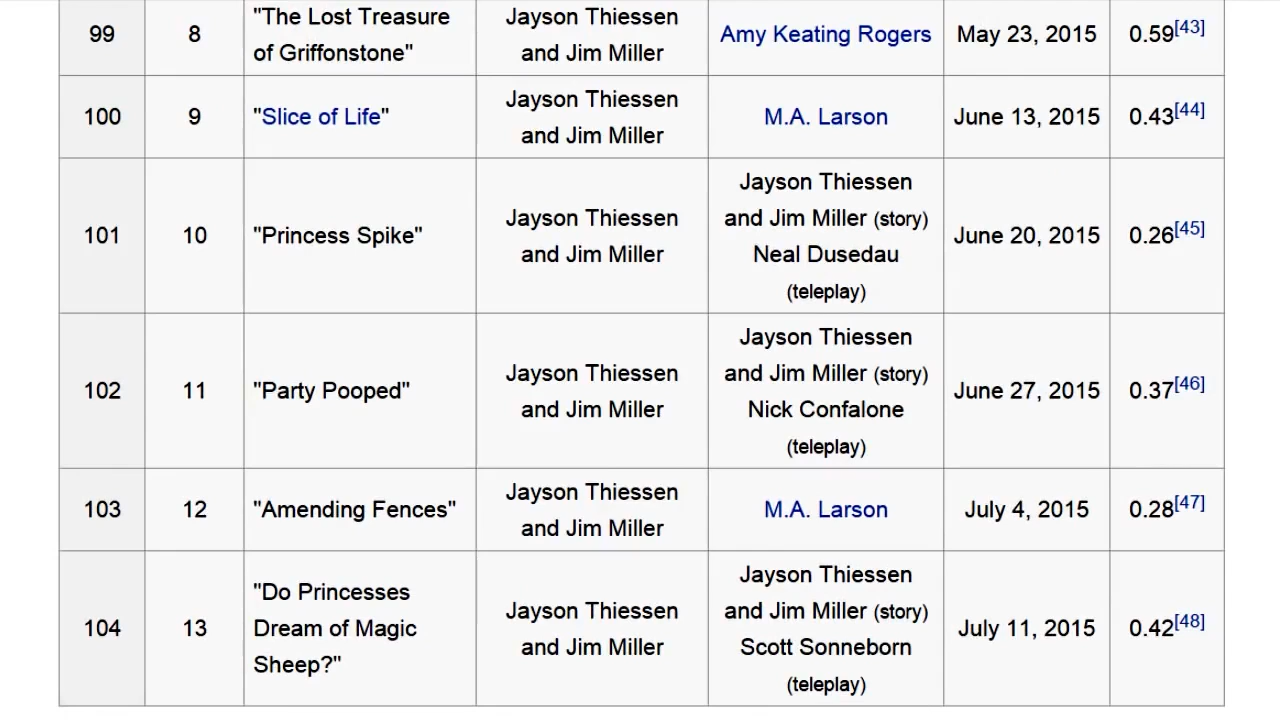 99 8 "The Lost Treasure of Griffonstone" Jayson Thiessen and Jim Miller Amy Keating Rogers May 23, 2015 0.59[43]
100 9 "Slice of Life" Jayson Thiessen and Jim Miller M.A. Larson June 13, 2015 0.43[44]
101 10 "Princess Spike" Jayson Thiessen and Jim Miller Jayson Thiessen and Jim Miller (story) Neal Dusedau (teleplay) June 20, 2015 0.26[45]
102 11 "Party Pooped" Jayson Thiessen and Jim Miller Jayson Thiessen and Jim Miller (story) Nick Confalone (teleplay) June 27, 2015 0.37[46]
103 12 "Amending Fences" Jayson Thiessen and Jim Miller M.A. Larson July 4, 2015 0.28[47]
104 13 "Do Princesses Dream of Magic Sheep?" Jayson Thiessen and Jim Miller Jayson Thiessen and Jim Miller (story) Scott Sonneborn (teleplay) July 11, 2015 0.42[48]